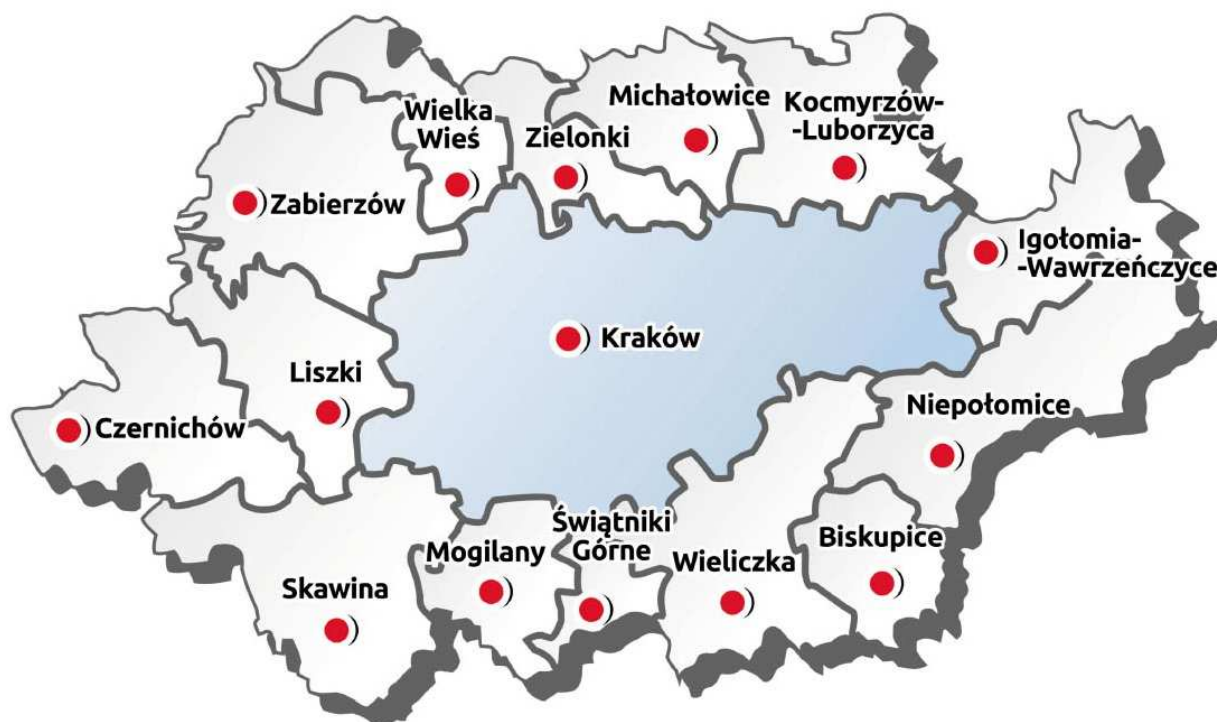 Michałowice
Kocmyrzów-
-Luborzyca
Wielka
Wieś
Zielonki
Zabierzów
Igołomia-
-Wawrzeńczyce
Kraków
Liszki
Niepołomice
Czernichów
Świątniki
Górne
Biskupice
Mogilany
Wieliczka
Skawina